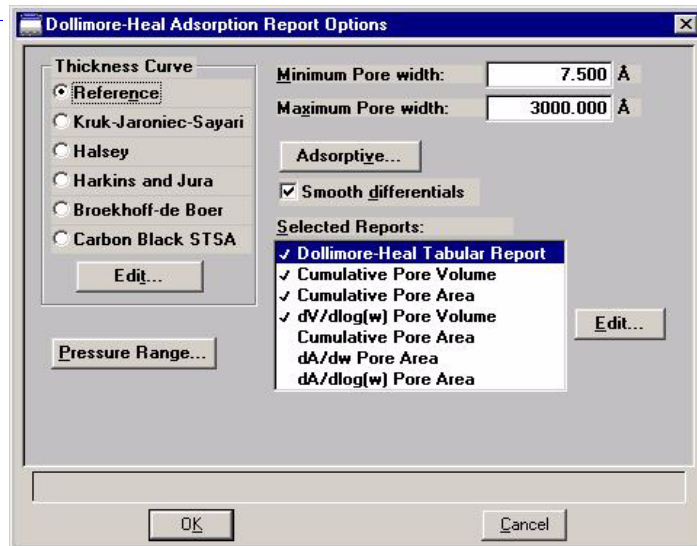 Dollimore-Heal Adsorption Report Options
Thickness Curve
Reference
Kruk-Jaroniec-Sayari
Halsey
Harkins and Jura
Broekhoff-de Boer
Carbon Black STSA
Edit...
Pressure Range...
Minimum Pore width: 7.500 Å
Maximum Pore width: 3000.000 Å
Adsorptive...
Smooth differentials
Selected Reports:
Dollimore-Heal Tabular Report
Cumulative Pore Volume
Cumulative Pore Area
dV/dlog(w) Pore Volume
Cumulative Pore Area
dA/dw Pore Area
dA/dlog(w) Pore Area
Edit...
OK
Cancel